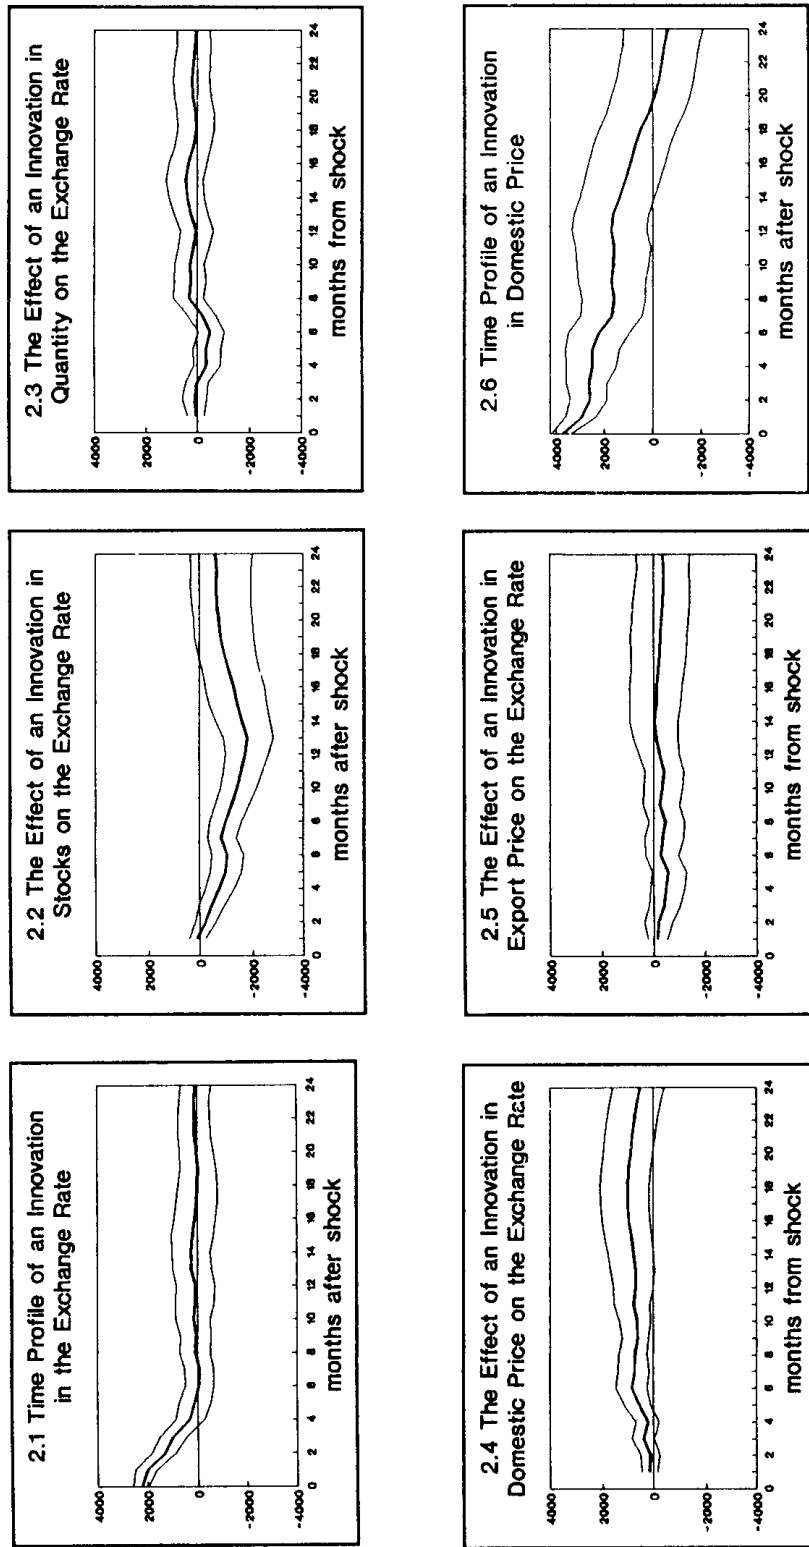 2.1 Time Profile of an Innovation
in the Exchange Rate
4000
2000
0
-2000
-4000
0 2 4 6 8 10 12 14 16 18 20 22 24
months after shock
2.2 The Effect of an Innovation in
Stocks on the Exchange Rate
4000
2000
0
-2000
-4000
0 2 4 6 8 10 12 14 16 18 20 22 24
months after shock
2.3 The Effect of an Innovation in
Quantity on the Exchange Rate
4000
2000
0
-2000
-4000
0 2 4 6 8 10 12 14 16 18 20 22 24
months from shock
2.4 The Effect of an Innovation in
Domestic Price on the Exchange Rate
4000
2000
0
-2000
-4000
0 2 4 6 8 10 12 14 16 18 20 22 24
months from shock
2.5 The Effect of an Innovation in
Export Price on the Exchange Rate
4000
2000
0
-2000
-4000
0 2 4 6 8 10 12 14 16 18 20 22 24
months from shock
2.6 Time Profile of an Innovation
in Domestic Price
4000
2000
0
-2000
-4000
0 2 4 6 8 10 12 14 16 18 20 22 24
months after shock